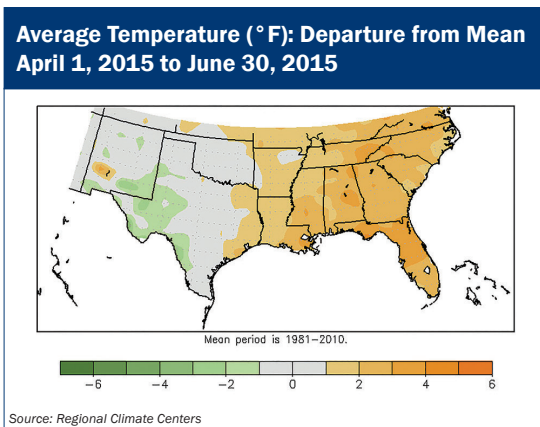 Average Temperature (°F): Departure from Mean
April 1, 2015 to June 30, 2015
Mean period is 1981–2010.
-6 -4 -2 0 2 4 6
Source: Regional Climate Centers